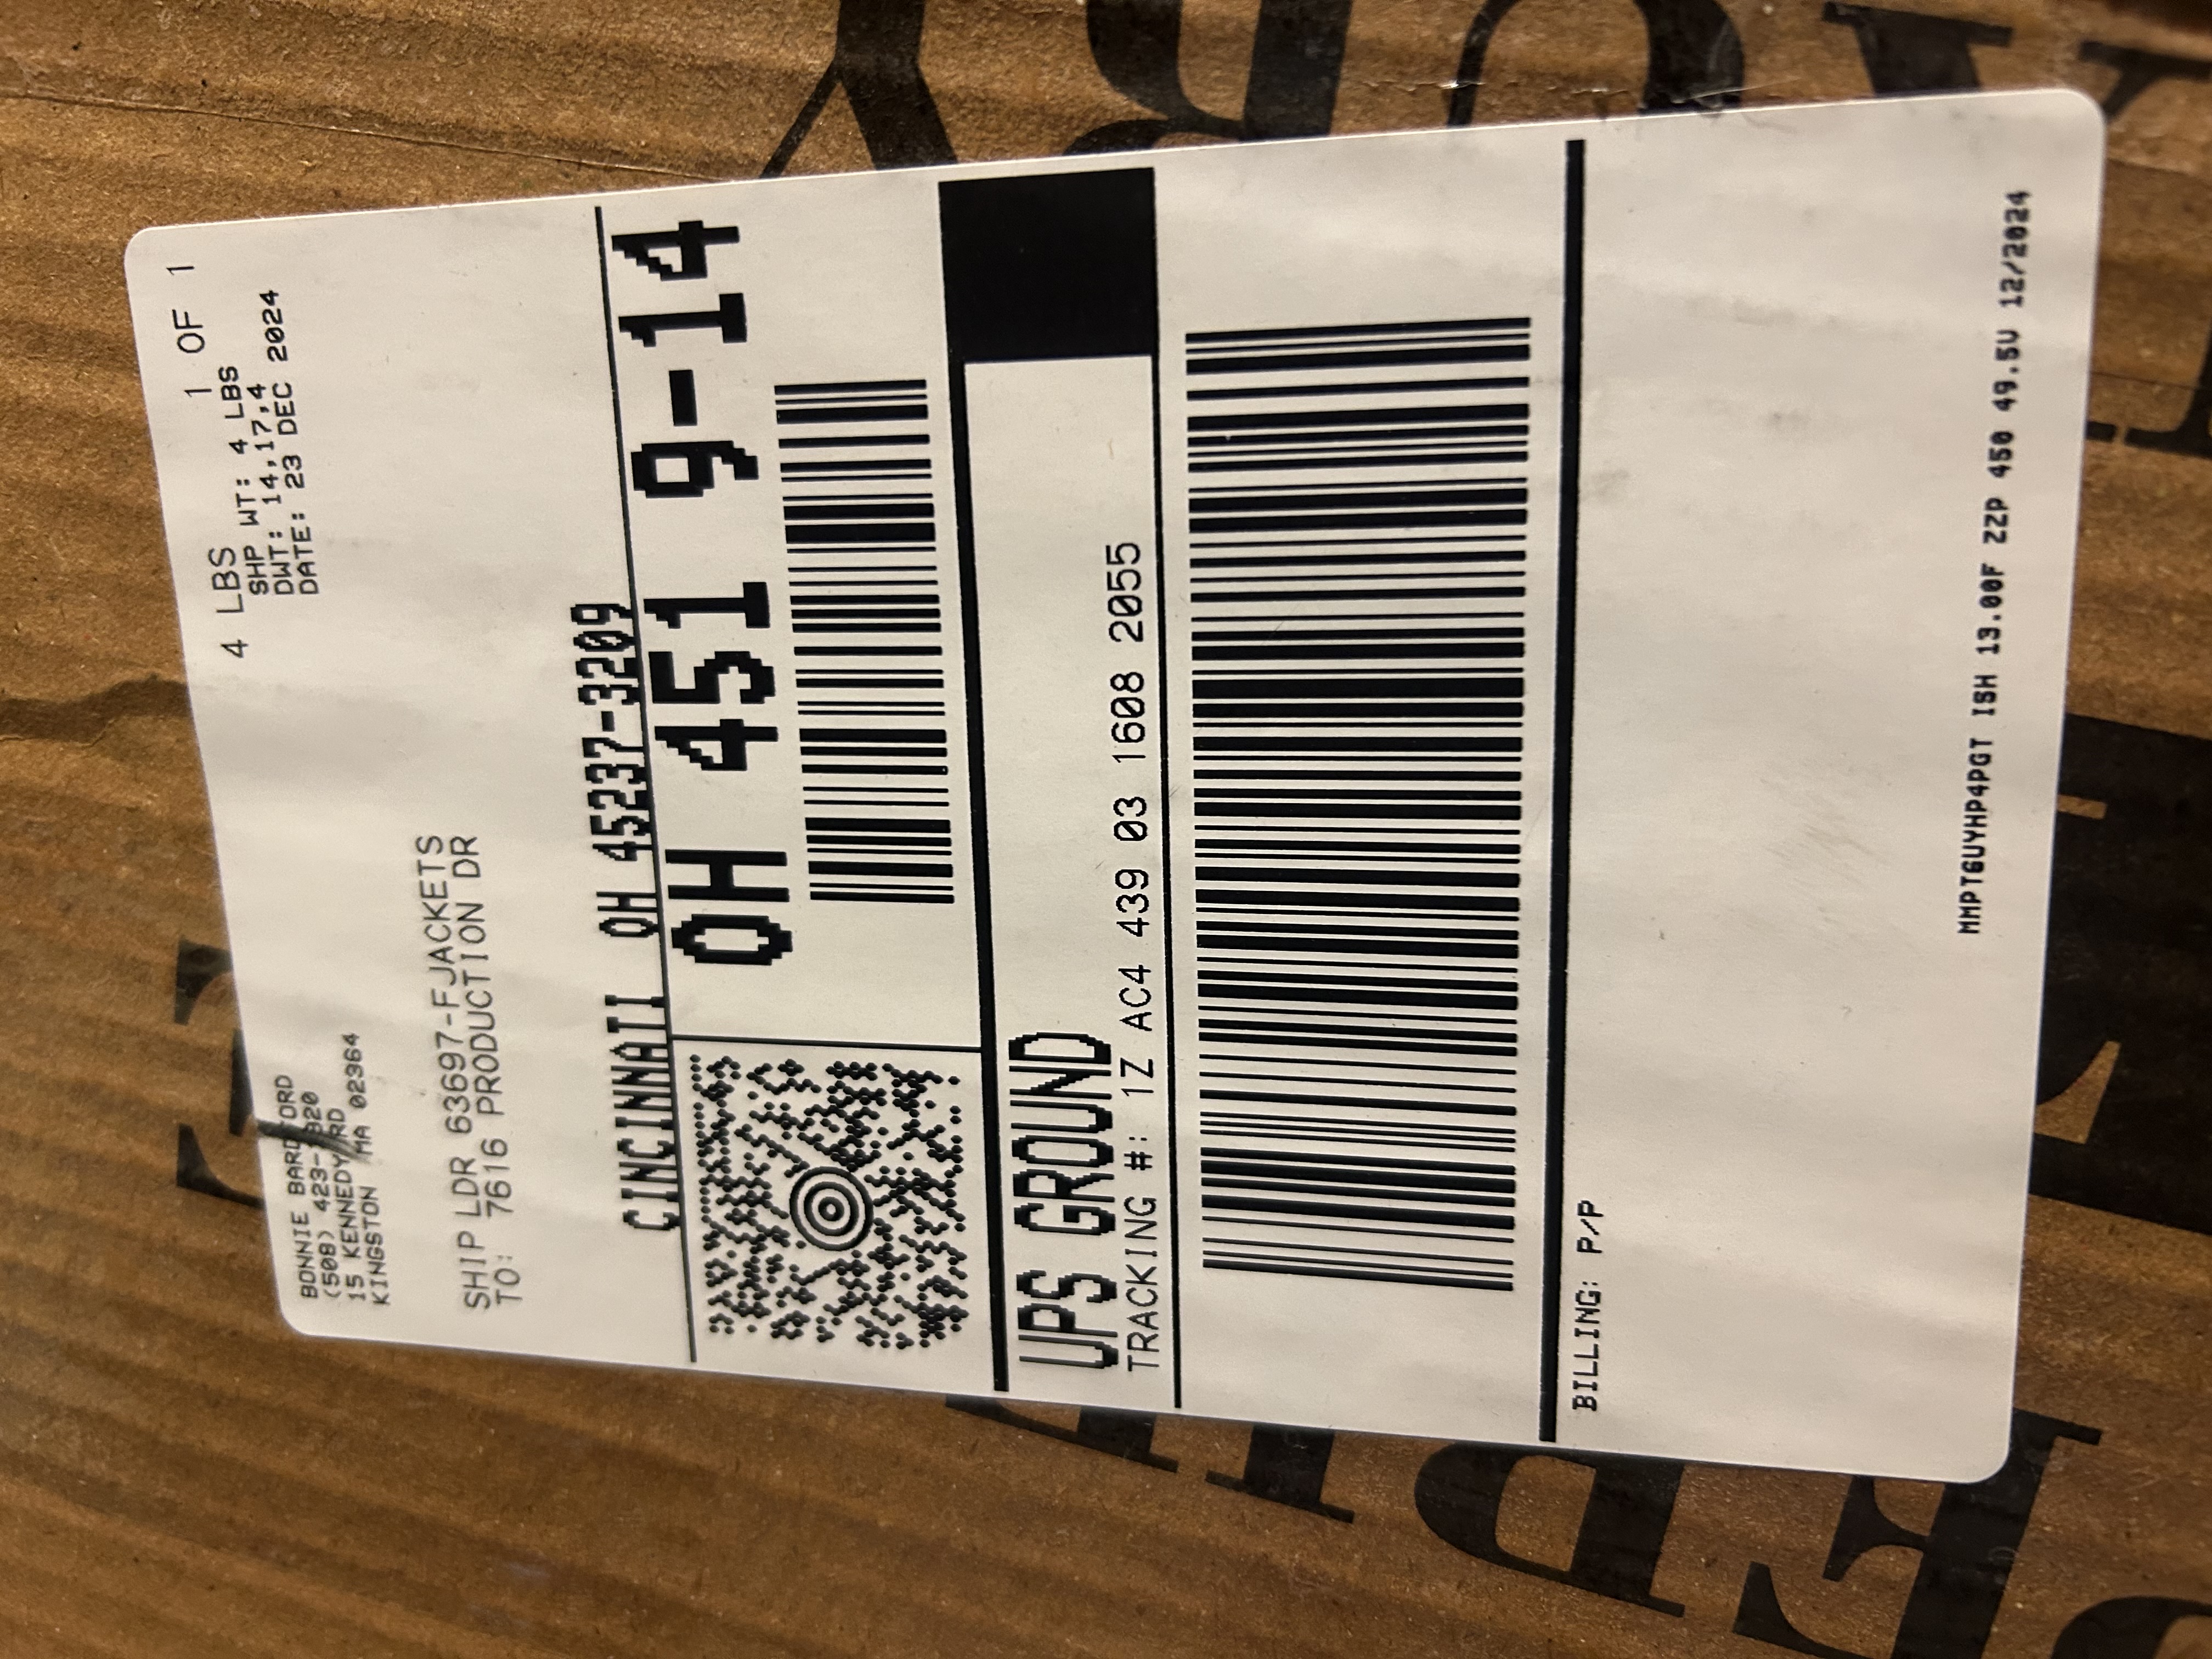 BONNIE BARDFORD
(508) 423-
15 KENNEDY RD
KINGSTON MA 02364
4 LBS 1 OF 1
SHP WT: 4 LBS
DWT: 14,17,4
DATE: 23 DEC 2024
SHIP LDR 63697-FJACKETS
TO: 7616 PRODUCTION DR
CINCINNATI OH 45237-3209
OH 451 9-14
UPS GROUND
TRACKING #: 1Z AC4 439 03 1608 2055
BILLING: P/P
MMPT6UYHP4PGT ISH 13.00F ZZP 450 49.5V 12/2024